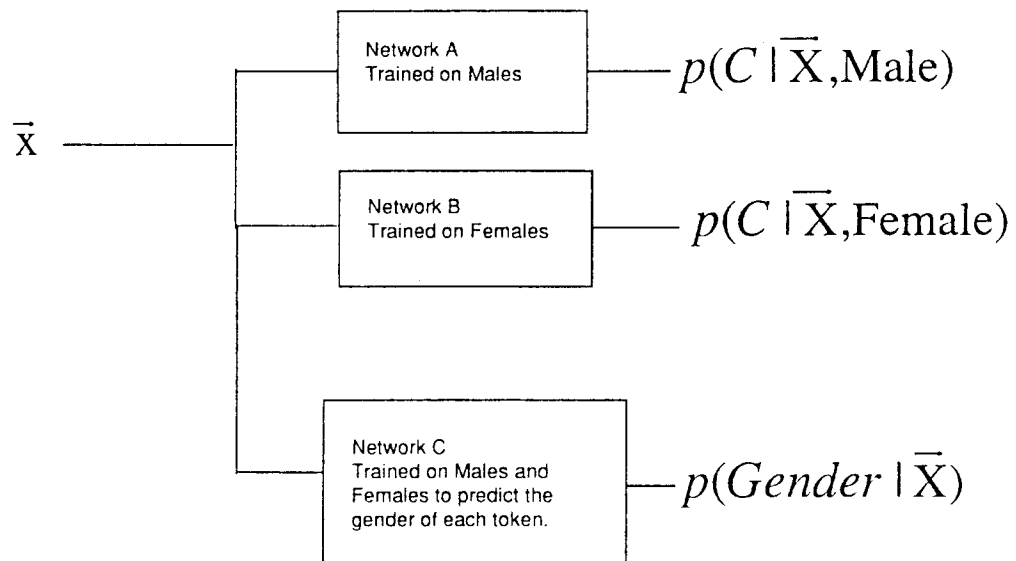 Network A
Trained on Males
p(C | X⃗,Male)
x⃗
Network B
Trained on Females
p(C | X⃗,Female)
Network C
Trained on Males and
Females to predict the
gender of each token.
p(Gender | X⃗)